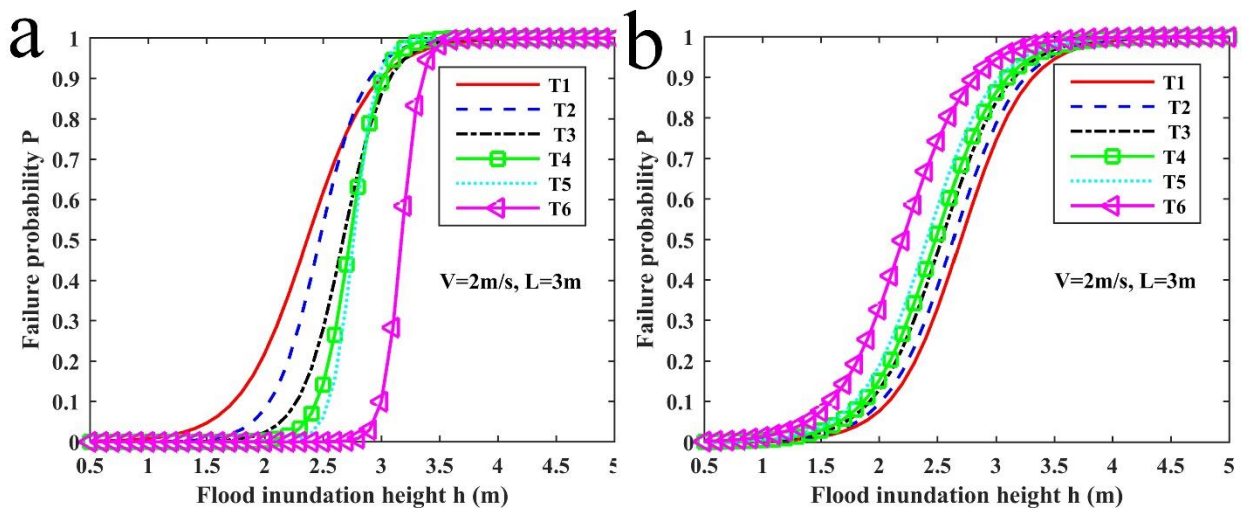 a
1
0.9
0.8
0.7
0.6
0.5
0.4
0.3
0.2
0.1
0
0.5
1
1.5
2
2.5
3
3.5
4
4.5
5
Failure probability P
Flood inundation height h (m)
T1
T2
T3
T4
T5
T6
V=2m/s, L=3m
b
1
0.9
0.8
0.7
0.6
0.5
0.4
0.3
0.2
0.1
0
0.5
1
1.5
2
2.5
3
3.5
4
4.5
5
Failure probability P
Flood inundation height h (m)
T1
T2
T3
T4
T5
T6
V=2m/s, L=3m